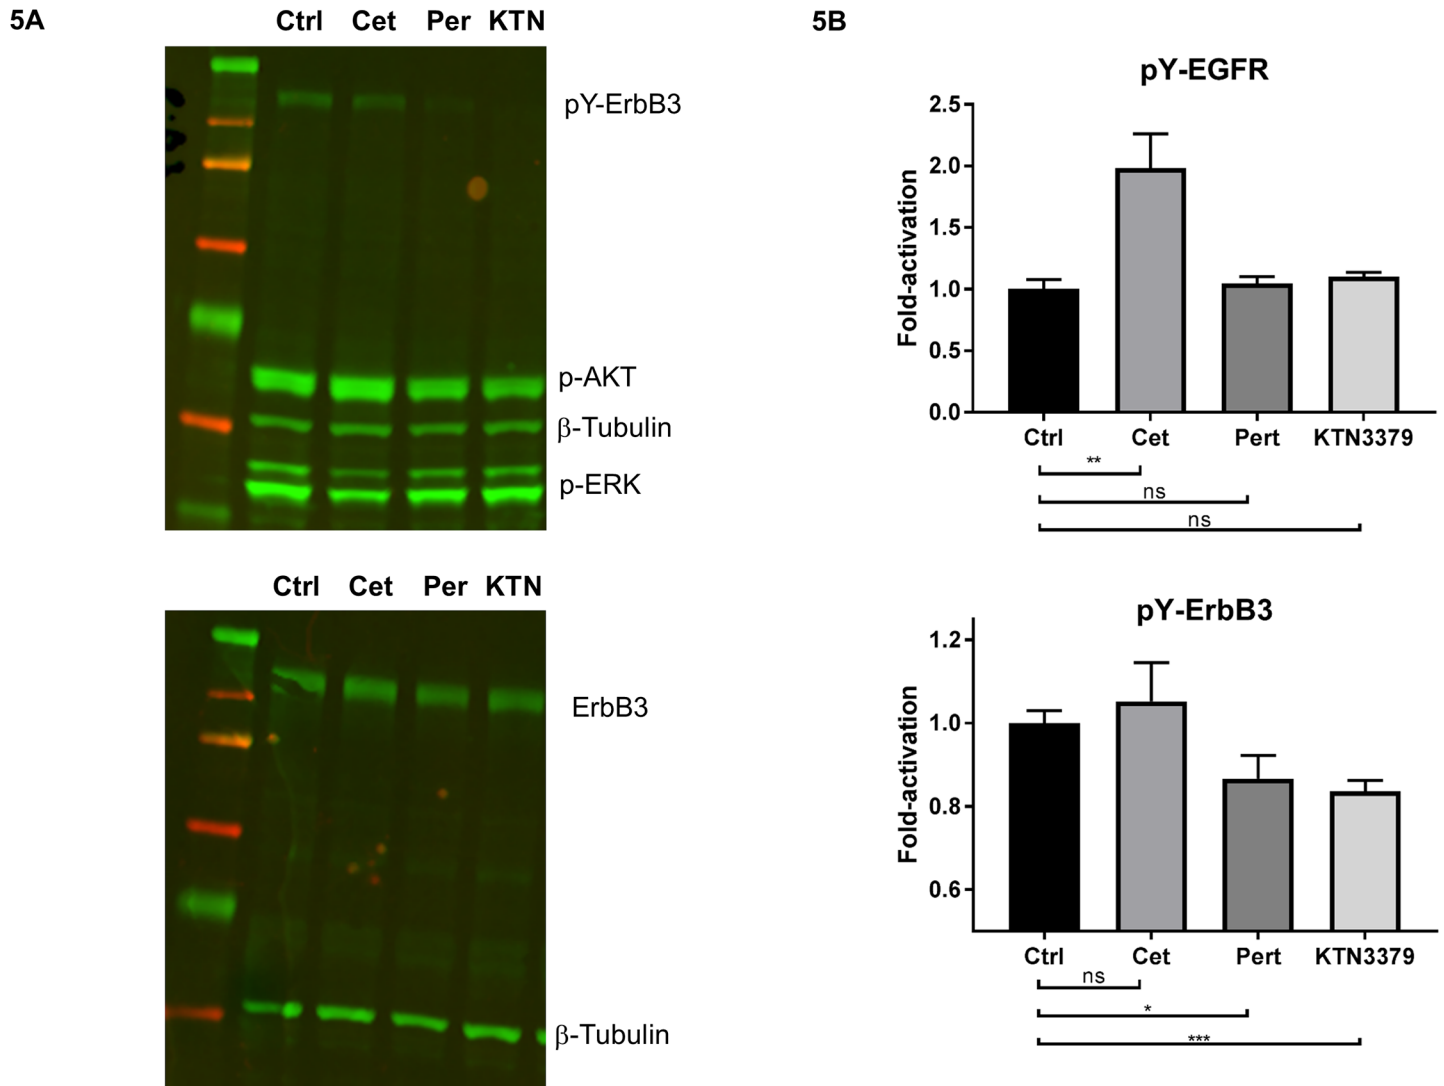 5A
Ctrl Cet Per KTN
pY-ErbB3
p-AKT
β-Tubulin
p-ERK
Ctrl Cet Per KTN
ErbB3
β-Tubulin
5B
pY-EGFR
Fold-activation
2.5
2.0
1.5
1.0
0.5
0.0
Ctrl Cet Pert KTN3379
**
ns
ns
pY-ErbB3
Fold-activation
1.2
1.0
0.8
0.6
Ctrl Cet Pert KTN3379
ns
*
***